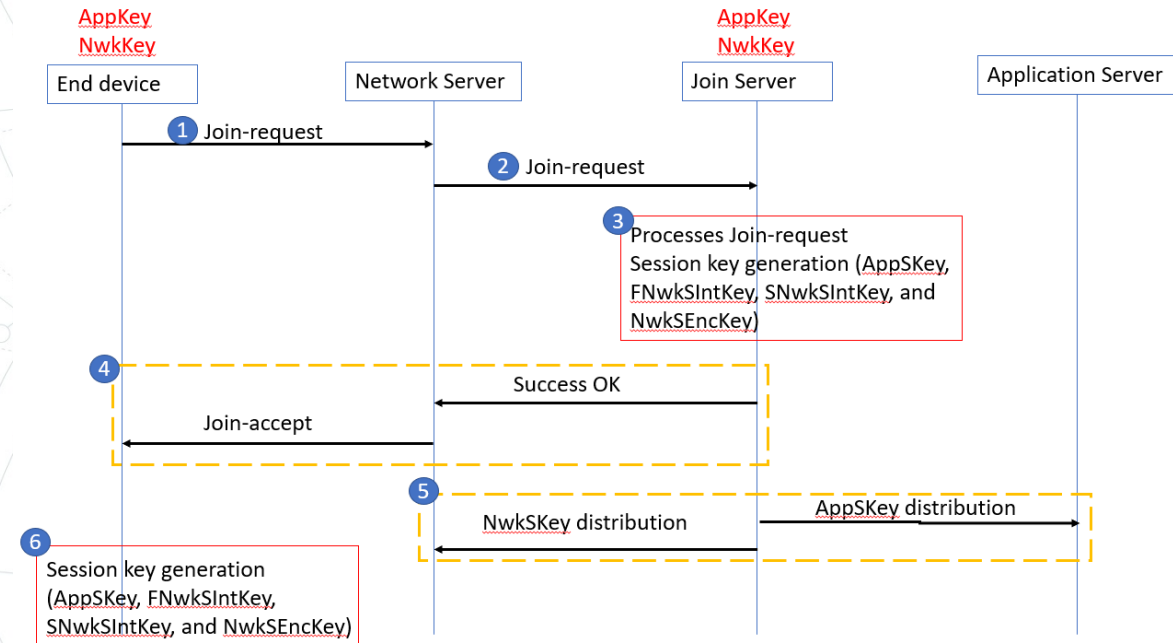 AppKey
NwkKey
AppKey
NwkKey
End device
Network Server
Join Server
Application Server
1
Join-request
2
Join-request
3
Processes Join-request
Session key generation (AppSKey,
FNwkSIntKey, SNwkSIntKey, and
NwkSEncKey)
4
Success OK
Join-accept
5
NwkSKey distribution
AppSKey distribution
6
Session key generation
(AppSKey, FNwkSIntKey,
SNwkSIntKey, and NwkSEncKey)